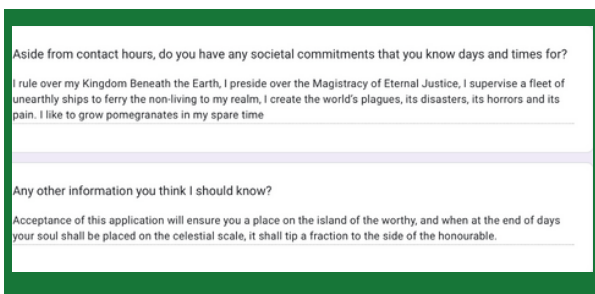 Aside from contact hours, do you have any societal commitments that you know days and times for?
I rule over my Kingdom Beneath the Earth, I preside over the Magistracy of Eternal Justice, I supervise a fleet of
unearthly ships to ferry the non-living to my realm, I create the world's plagues, its disasters, its horrors and its
pain. I like to grow pomegranates in my spare time
Any other information you think I should know?
Acceptance of this application will ensure you a place on the island of the worthy, and when at the end of days
your soul shall be placed on the celestial scale, it shall tip a fraction to the side of the honourable.